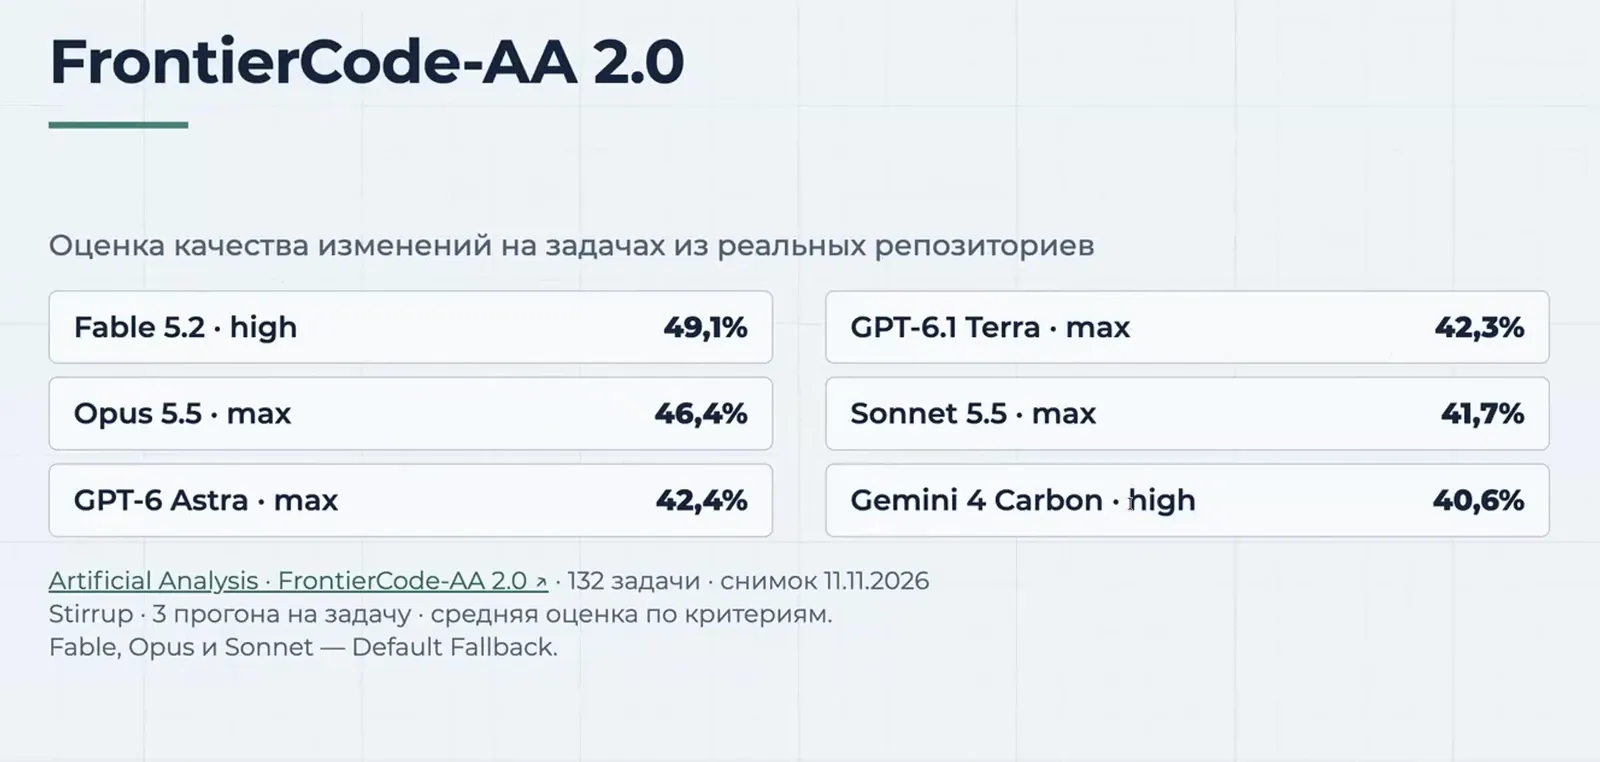 FrontierCode-AA 2.0
Оценка качества изменений на задачах из реальных репозиториев
Fable 5.2 · high 49,1%
Opus 5.5 · max 46,4%
GPT-6 Astra · max 42,4%
GPT-6.1 Terra · max 42,3%
Sonnet 5.5 · max 41,7%
Gemini 4 Carbon · high 40,6%
Artificial Analysis · FrontierCode-AA 2.0 ↗ · 132 задачи · снимок 11.11.2026
Stirrup · 3 прогона на задачу · средняя оценка по критериям.
Fable, Opus и Sonnet — Default Fallback.